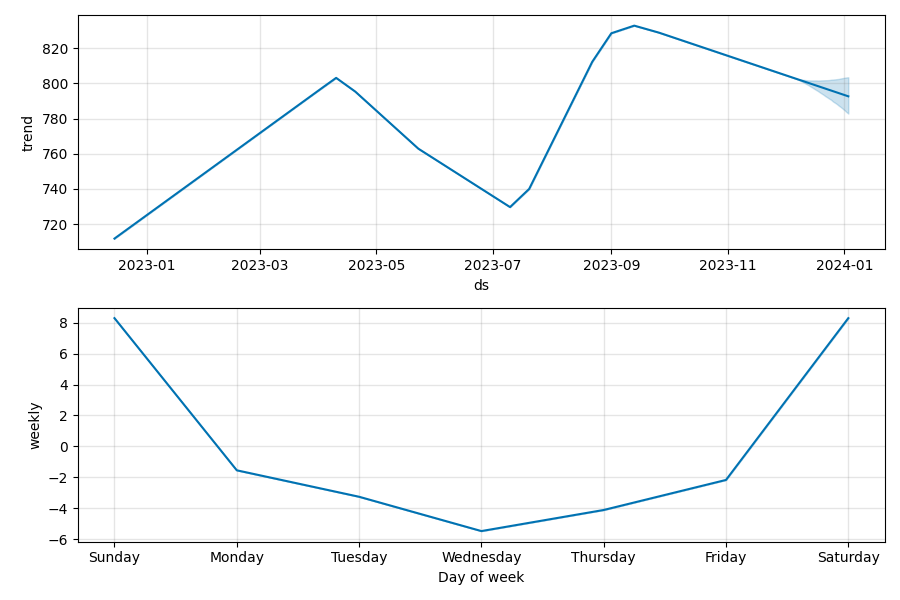 trend
820
800
780
760
740
720
2023-01 2023-03 2023-05 2023-07 2023-09 2023-11 2024-01
ds
weekly
8
6
4
2
0
−2
−4
−6
Sunday Monday Tuesday Wednesday Thursday Friday Saturday
Day of week